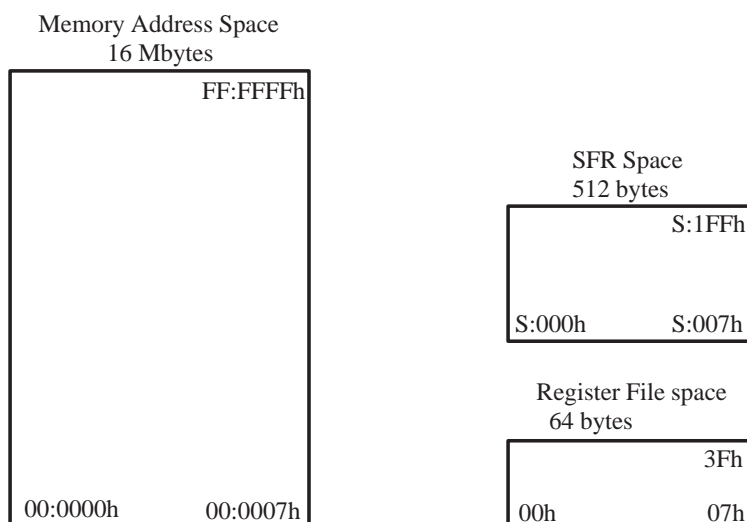 Memory Address Space
16 Mbytes
FF:FFFFh
00:0000h 00:0007h
SFR Space
512 bytes
S:1FFh
S:000h S:007h
Register File space
64 bytes
3Fh
00h 07h